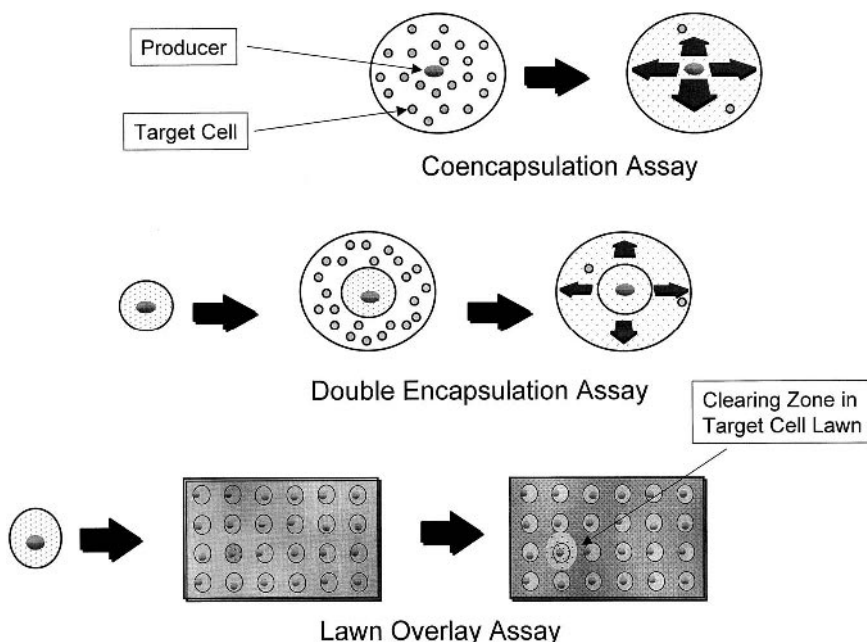 Producer
Target Cell
Coencapsulation Assay
Double Encapsulation Assay
Clearing Zone in
Target Cell Lawn
Lawn Overlay Assay